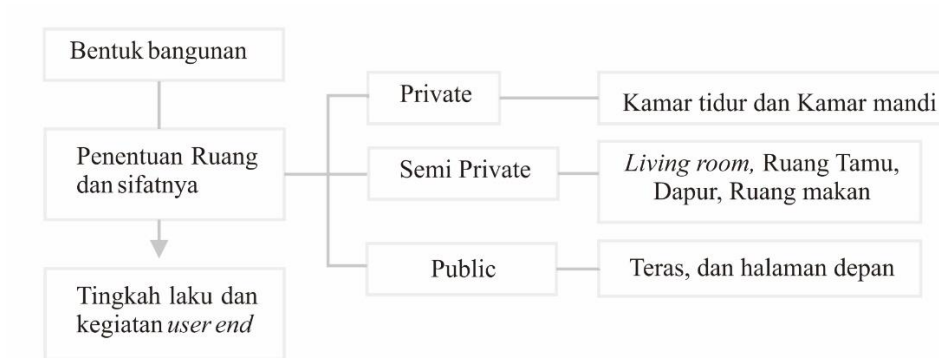 Bentuk bangunan
Penentuan Ruang
dan sifatnya
Tingkah laku dan
kegiatan user end
Private
Semi Private
Public
Kamar tidur dan Kamar mandi
Living room, Ruang Tamu,
Dapur, Ruang makan
Teras, dan halaman depan